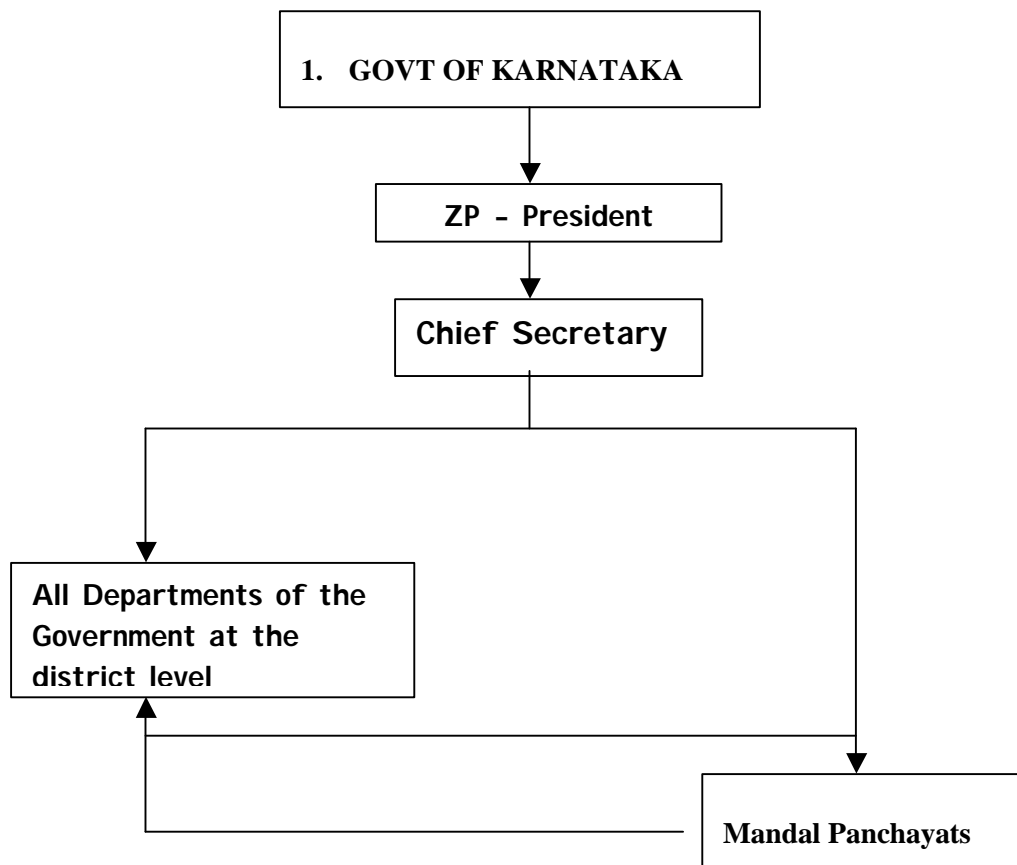 1. GOVT OF KARNATAKA
ZP - President
Chief Secretary
All Departments of the
Government at the
district level
Mandal Panchayats